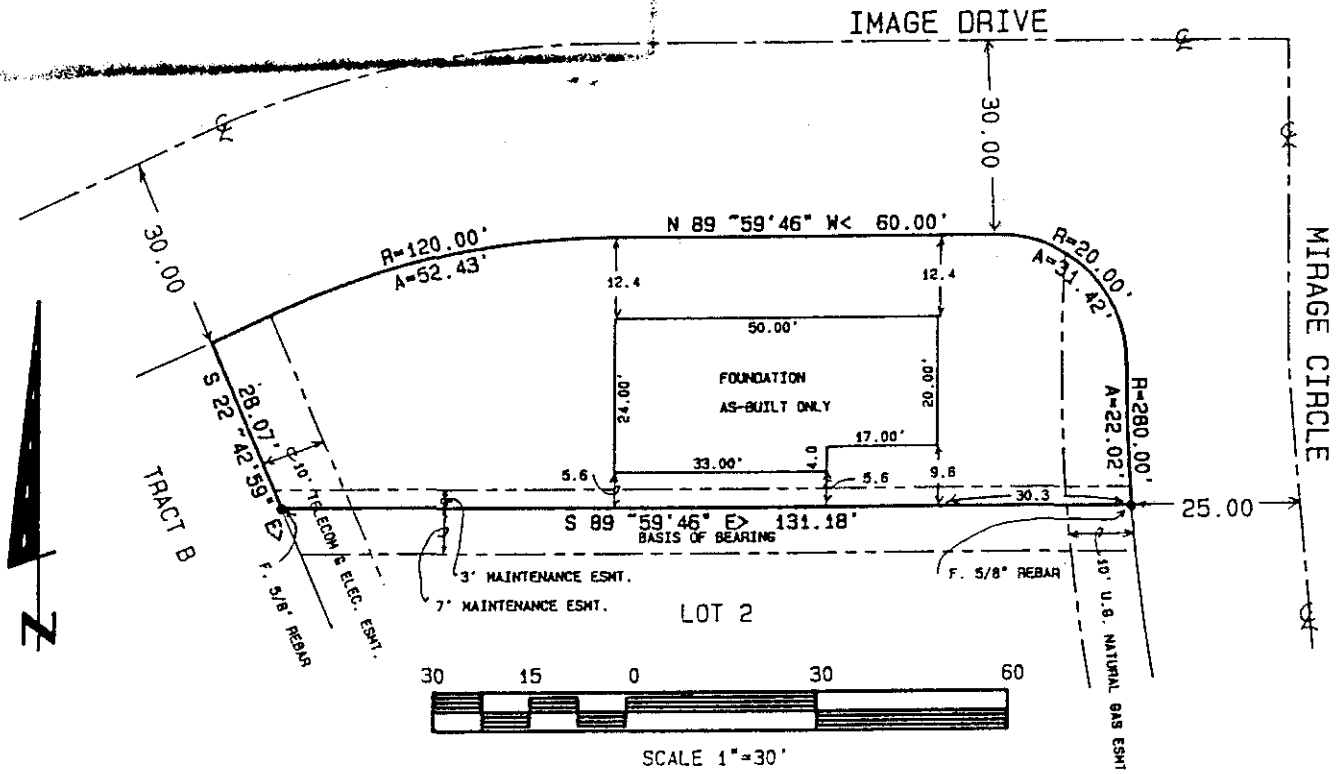 IMAGE DRIVE
℄
℄
℄
℄
30.00
30.00
MIRAGE CIRCLE
N 89 ~59'46" W< 60.00'
R=120.00'
A=52.43'
R=20.00'
A=31.42'
12.4
12.4
50.00'
FOUNDATION
AS-BUILT ONLY
24.00'
20.00'
17.00'
4.0
33.00'
5.6
5.6
9.6
30.3
R=280.00'
A=22.02'
28.07'
S 22 ~42'59" E>
10' TELECOM & ELEC. ESMT.
TRACT B
S 89 ~59'46" E> 131.18'
BASIS OF BEARING
25.00
F. 5/8" REBAR
F. 5/8" REBAR
3' MAINTENANCE ESMT.
7' MAINTENANCE ESMT.
LOT 2
10' U.G. NATURAL GAS ESMT
N
30 15 0 30 60
SCALE 1"=30'